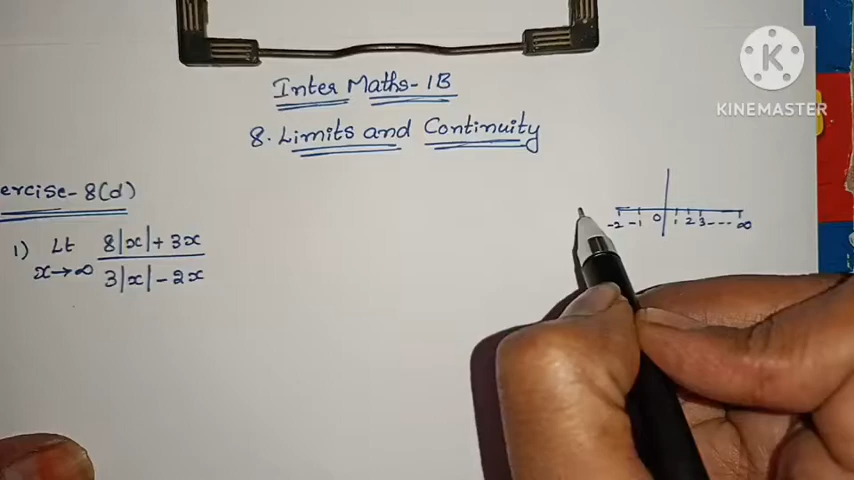 Inter Maths-1B
8. Limits and Continuity
ercise-8(d)
1) Lt 8|x|+3x
x→∞ 3|x|-2x
-2 -1 0 1 2 3---- ∞
K
KINEMASTER